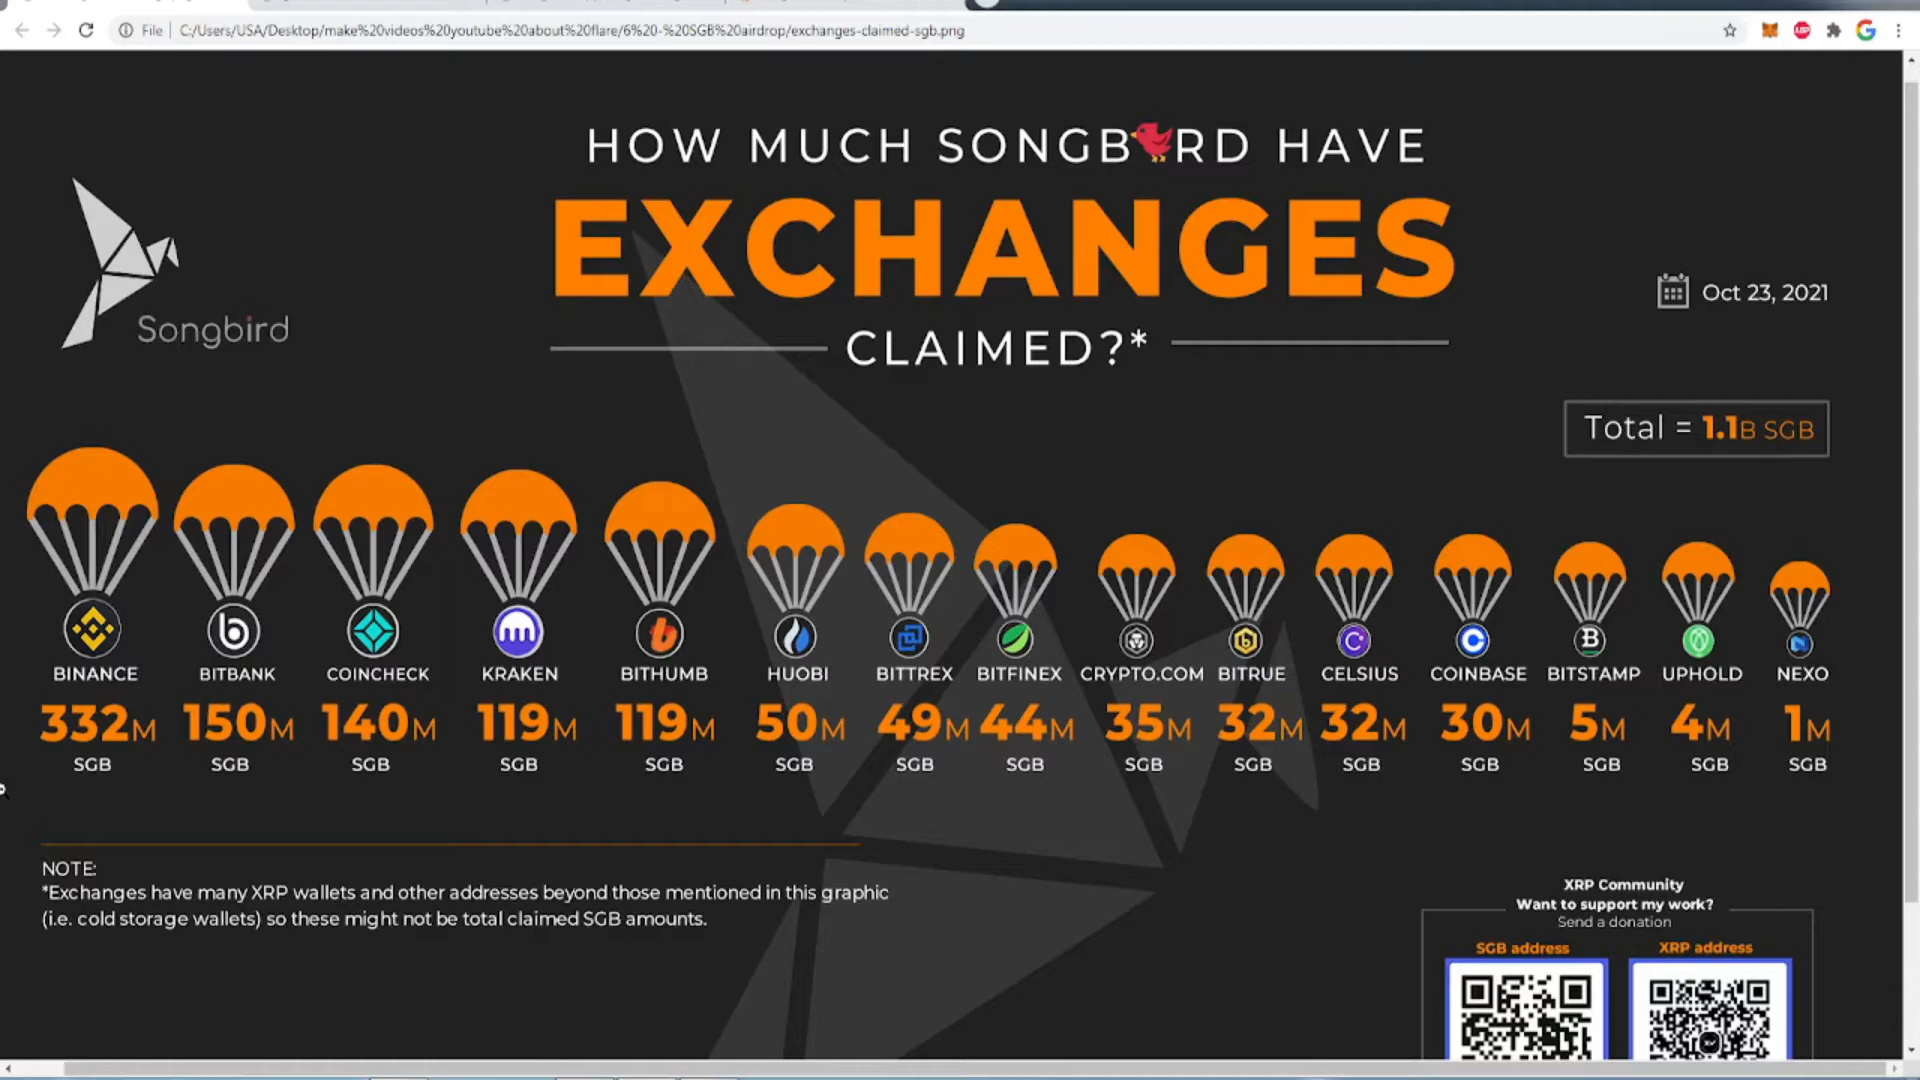 File
C:/Users/USA/Desktop/make%20videos%20youtube%20about%20flare/6%20-%20SGB%20airdrop/exchanges-claimed-sgb.png
HOW MUCH SONGBRD HAVE
EXCHANGES
CLAIMED?*
Songbird
Oct 23, 2021
Total = 1.1B SGB
BINANCE BITBANK COINCHECK KRAKEN BITHUMB HUOBI BITTREX BITFINEX CRYPTO.COM BITRUE CELSIUS COINBASE BITSTAMP UPHOLD NEXO
332M 150M 140M 119M 119M 50M 49M 44M 35M 32M 32M 30M 5M 4M 1M
SGB SGB SGB SGB SGB SGB SGB SGB SGB SGB SGB SGB SGB SGB SGB
NOTE:
*Exchanges have many XRP wallets and other addresses beyond those mentioned in this graphic
(i.e. cold storage wallets) so these might not be total claimed SGB amounts.
XRP Community
Want to support my work?
Send a donation
SGB address XRP address